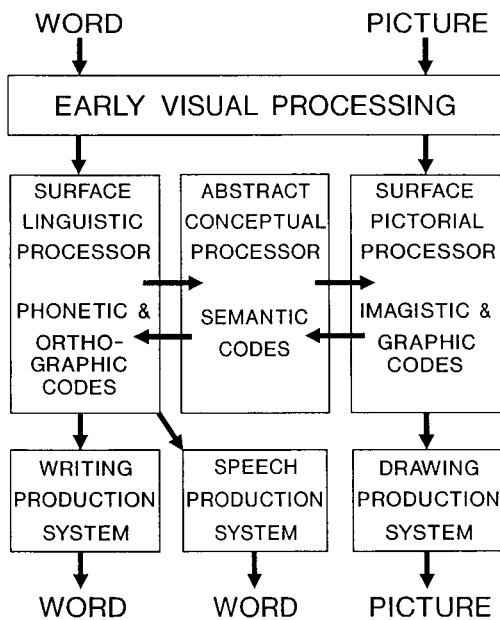 WORD
PICTURE
EARLY VISUAL PROCESSING
SURFACE
LINGUISTIC
PROCESSOR
PHONETIC &
ORTHO-
GRAPHIC
CODES
ABSTRACT
CONCEPTUAL
PROCESSOR
SEMANTIC
CODES
SURFACE
PICTORIAL
PROCESSOR
IMAGISTIC &
GRAPHIC
CODES
WRITING
PRODUCTION
SYSTEM
SPEECH
PRODUCTION
SYSTEM
DRAWING
PRODUCTION
SYSTEM
WORD
WORD
PICTURE